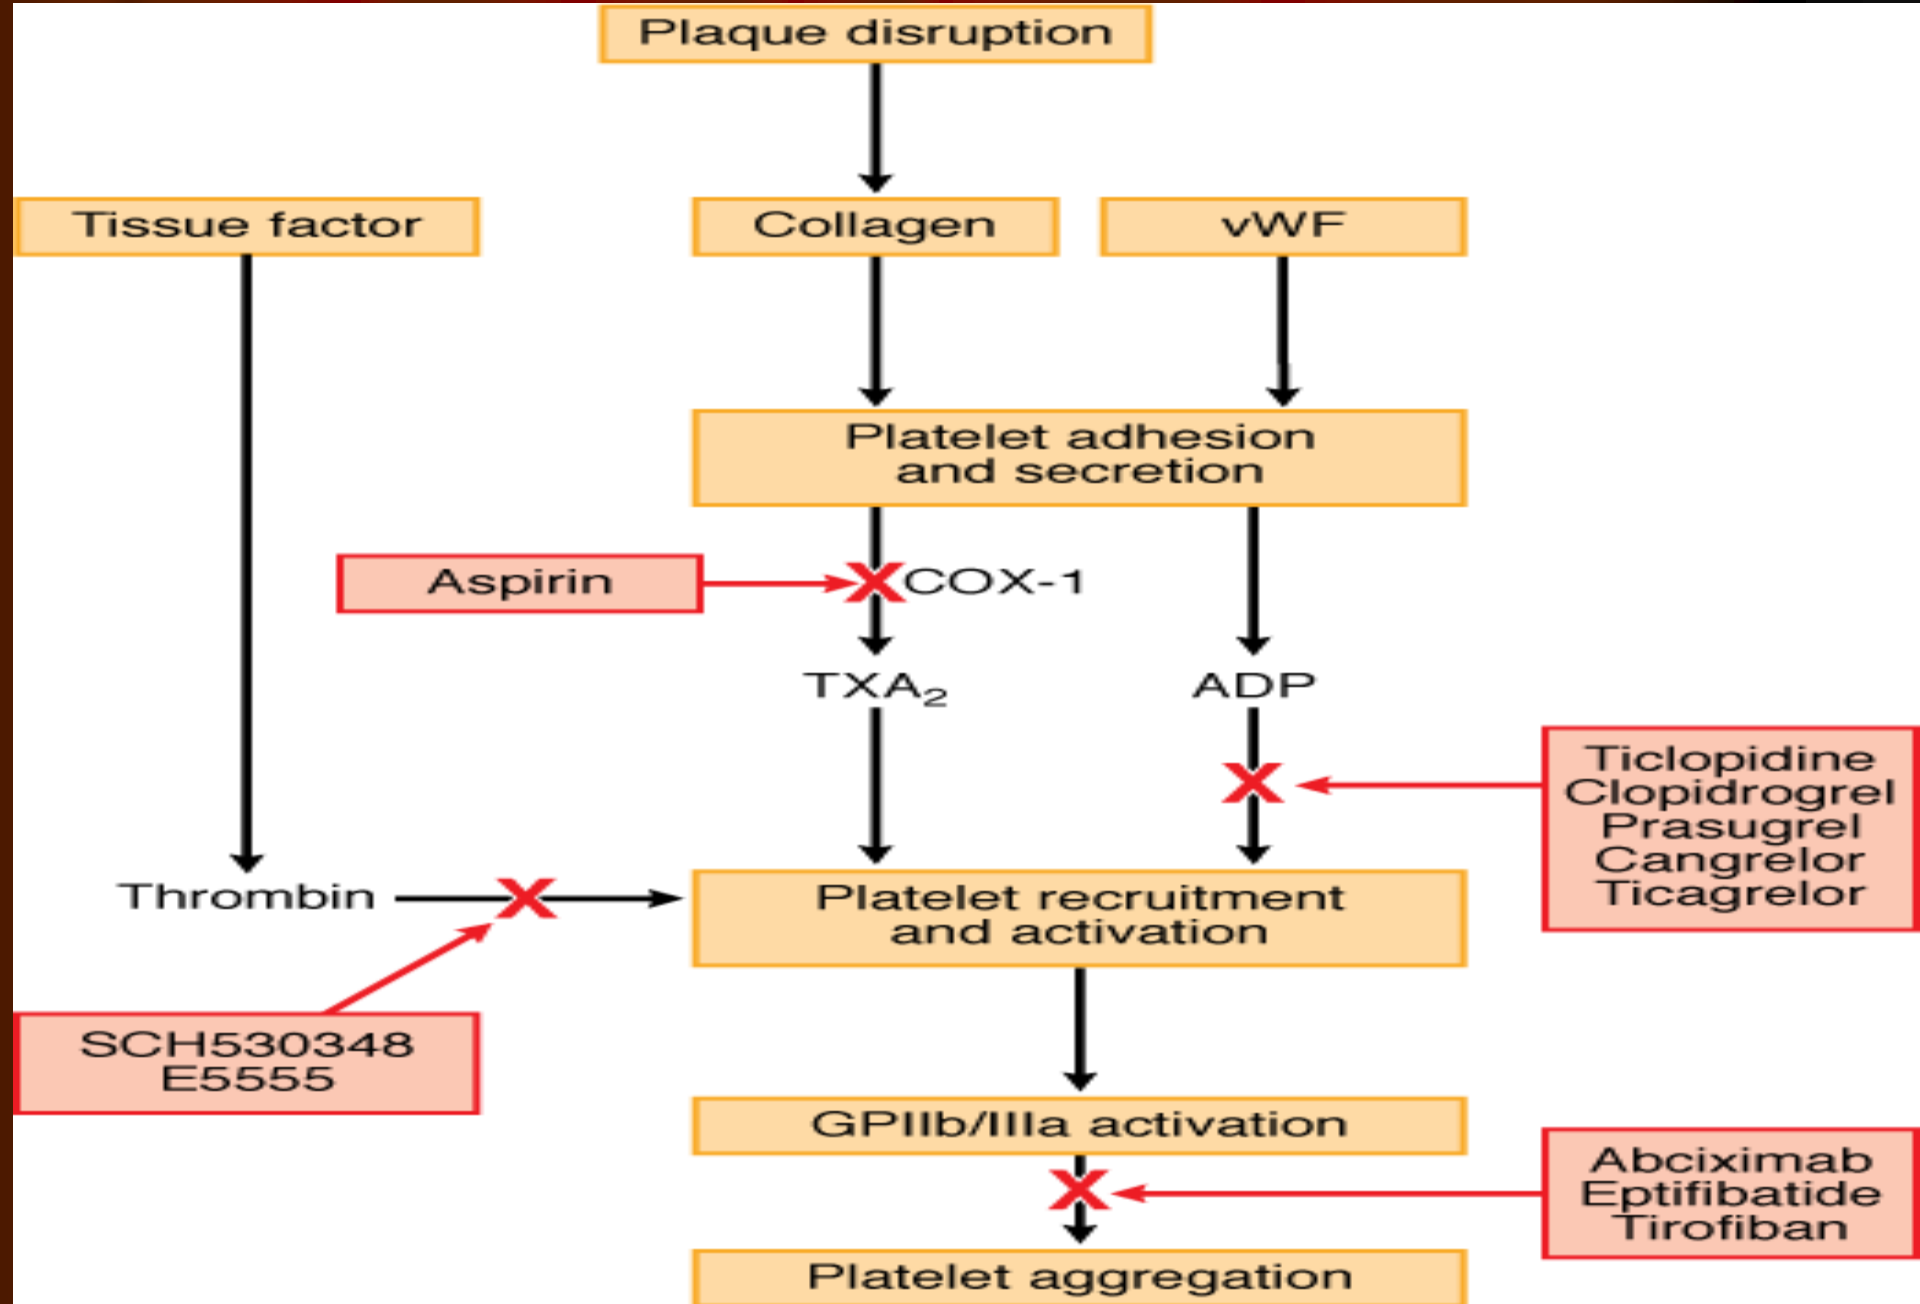 Plaque disruption
Tissue factor
Collagen
vWF
Platelet adhesion
and secretion
Aspirin
COX-1
TXA₂
ADP
Ticlopidine
Clopidrogrel
Prasugrel
Cangrelor
Ticagrelor
Thrombin
Platelet recruitment
and activation
SCH530348
E5555
GPIIb/IIIa activation
Abciximab
Eptifibatide
Tirofiban
Platelet aggregation